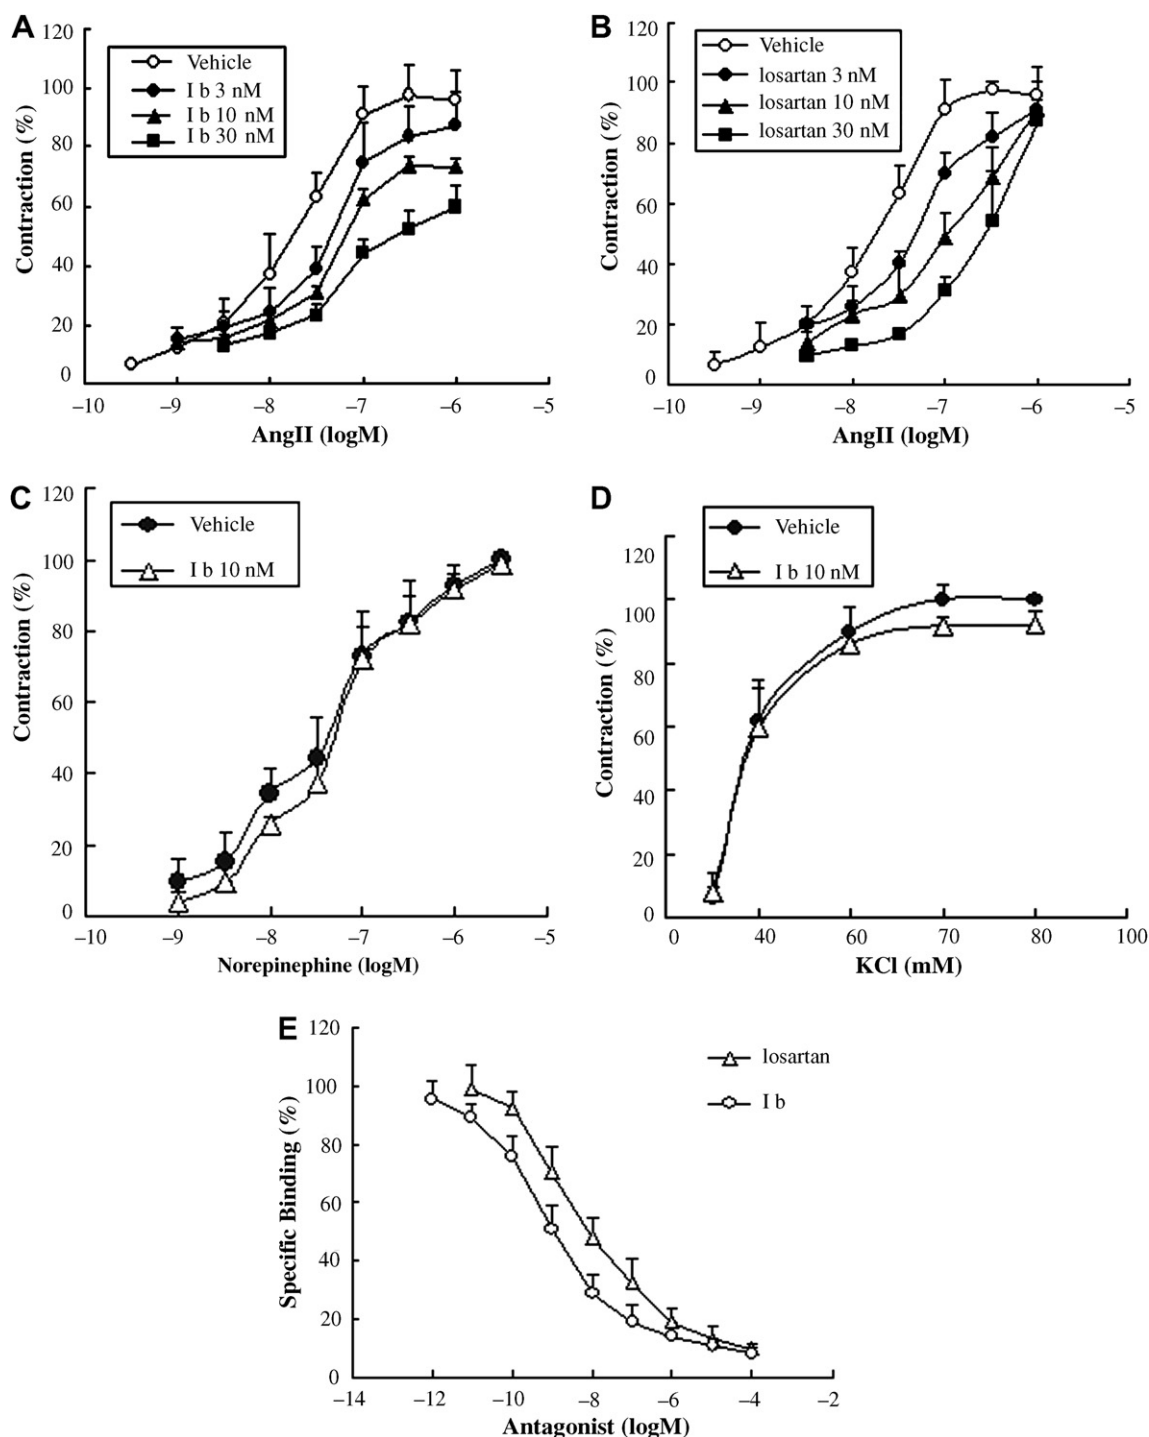 A
120
100
80
60
40
20
0
Contraction (%)
Vehicle
I b 3 nM
I b 10 nM
I b 30 nM
−10 −9 −8 −7 −6 −5
AngII (logM)
B
120
100
80
60
40
20
0
Contraction (%)
Vehicle
losartan 3 nM
losartan 10 nM
losartan 30 nM
−10 −9 −8 −7 −6 −5
AngII (logM)
C
120
100
80
60
40
20
0
Contraction (%)
Vehicle
I b 10 nM
−10 −9 −8 −7 −6 −5
Norepinephine (logM)
D
120
100
80
60
40
20
0
Contraction (%)
Vehicle
I b 10 nM
0 40 60 70 80 100
KCl (mM)
E
120
100
80
60
40
20
0
Specific Binding (%)
losartan
I b
−14 −12 −10 −8 −6 −4 −2
Antagonist (logM)